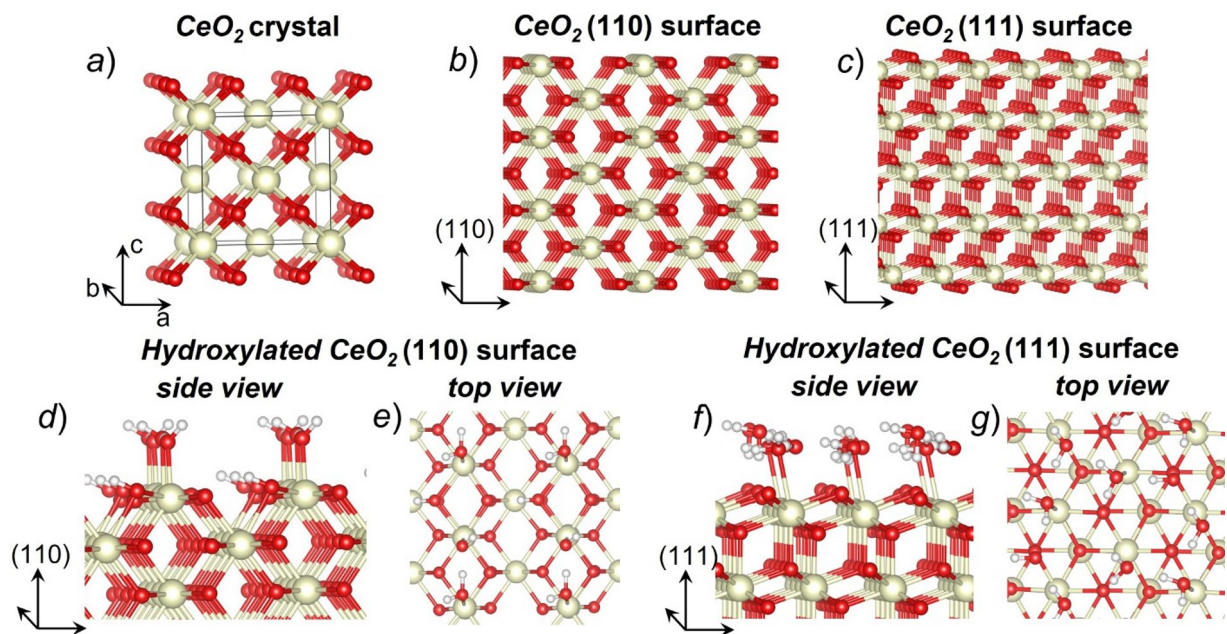 CeO2 crystal
CeO2 (110) surface
CeO2 (111) surface
a)
b)
c)
c
b
a
(110)
(111)
Hydroxylated CeO2 (110) surface
side view
top view
Hydroxylated CeO2 (111) surface
side view
top view
d)
e)
f)
g)
(110)
(111)